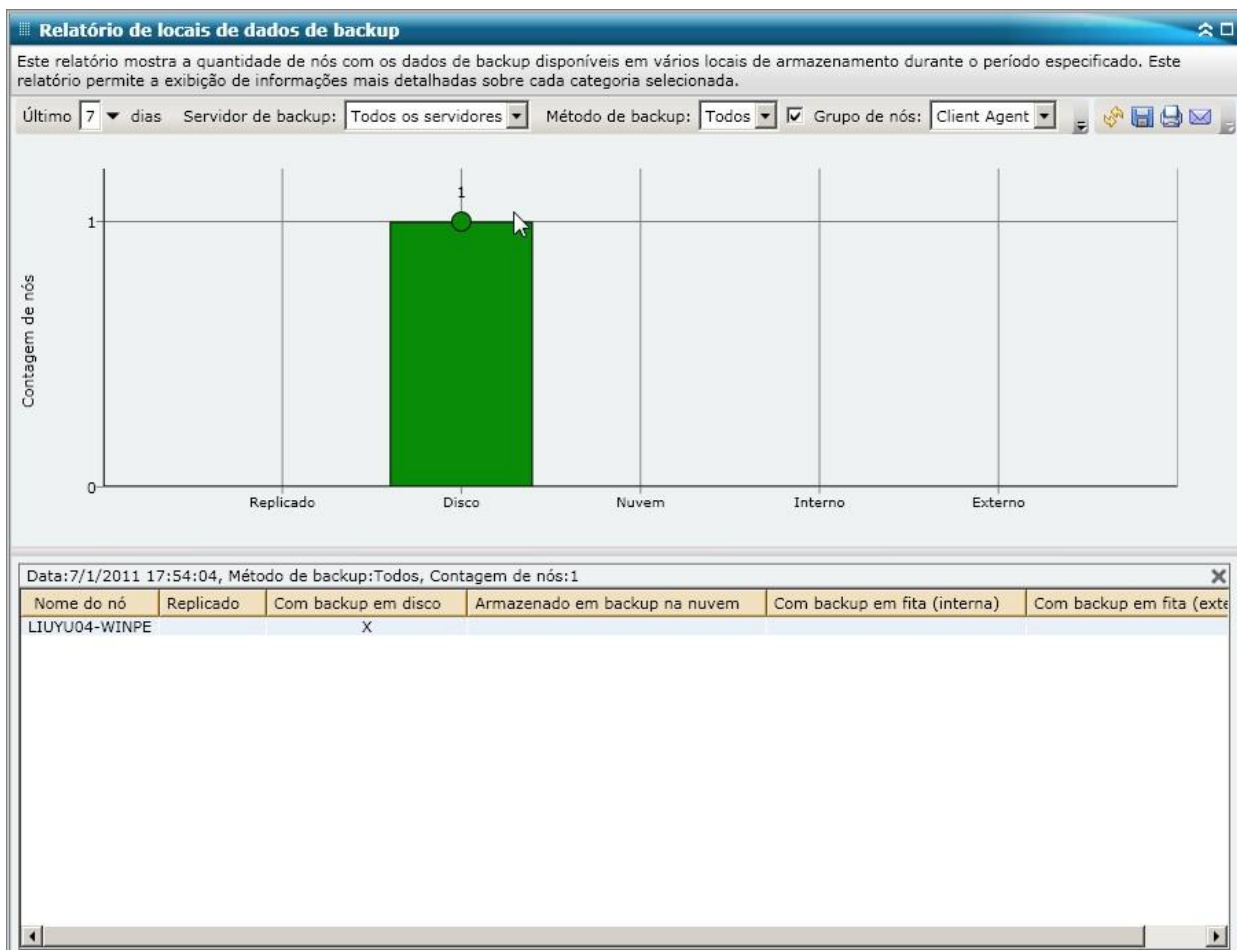 Relatório de locais de dados de backup
Este relatório mostra a quantidade de nós com os dados de backup disponíveis em vários locais de armazenamento durante o período especificado. Este
relatório permite a exibição de informações mais detalhadas sobre cada categoria selecionada.
Último 7 dias Servidor de backup: Todos os servidores Método de backup: Todos Grupo de nós: Client Agent
1
1
Contagem de nós
0
Replicado Disco Nuvem Interno Externo
Data:7/1/2011 17:54:04, Método de backup:Todos, Contagem de nós:1
Nome do nó Replicado Com backup em disco Armazenado em backup na nuvem Com backup em fita (interna) Com backup em fita (exte
LIUYU04-WINPE X